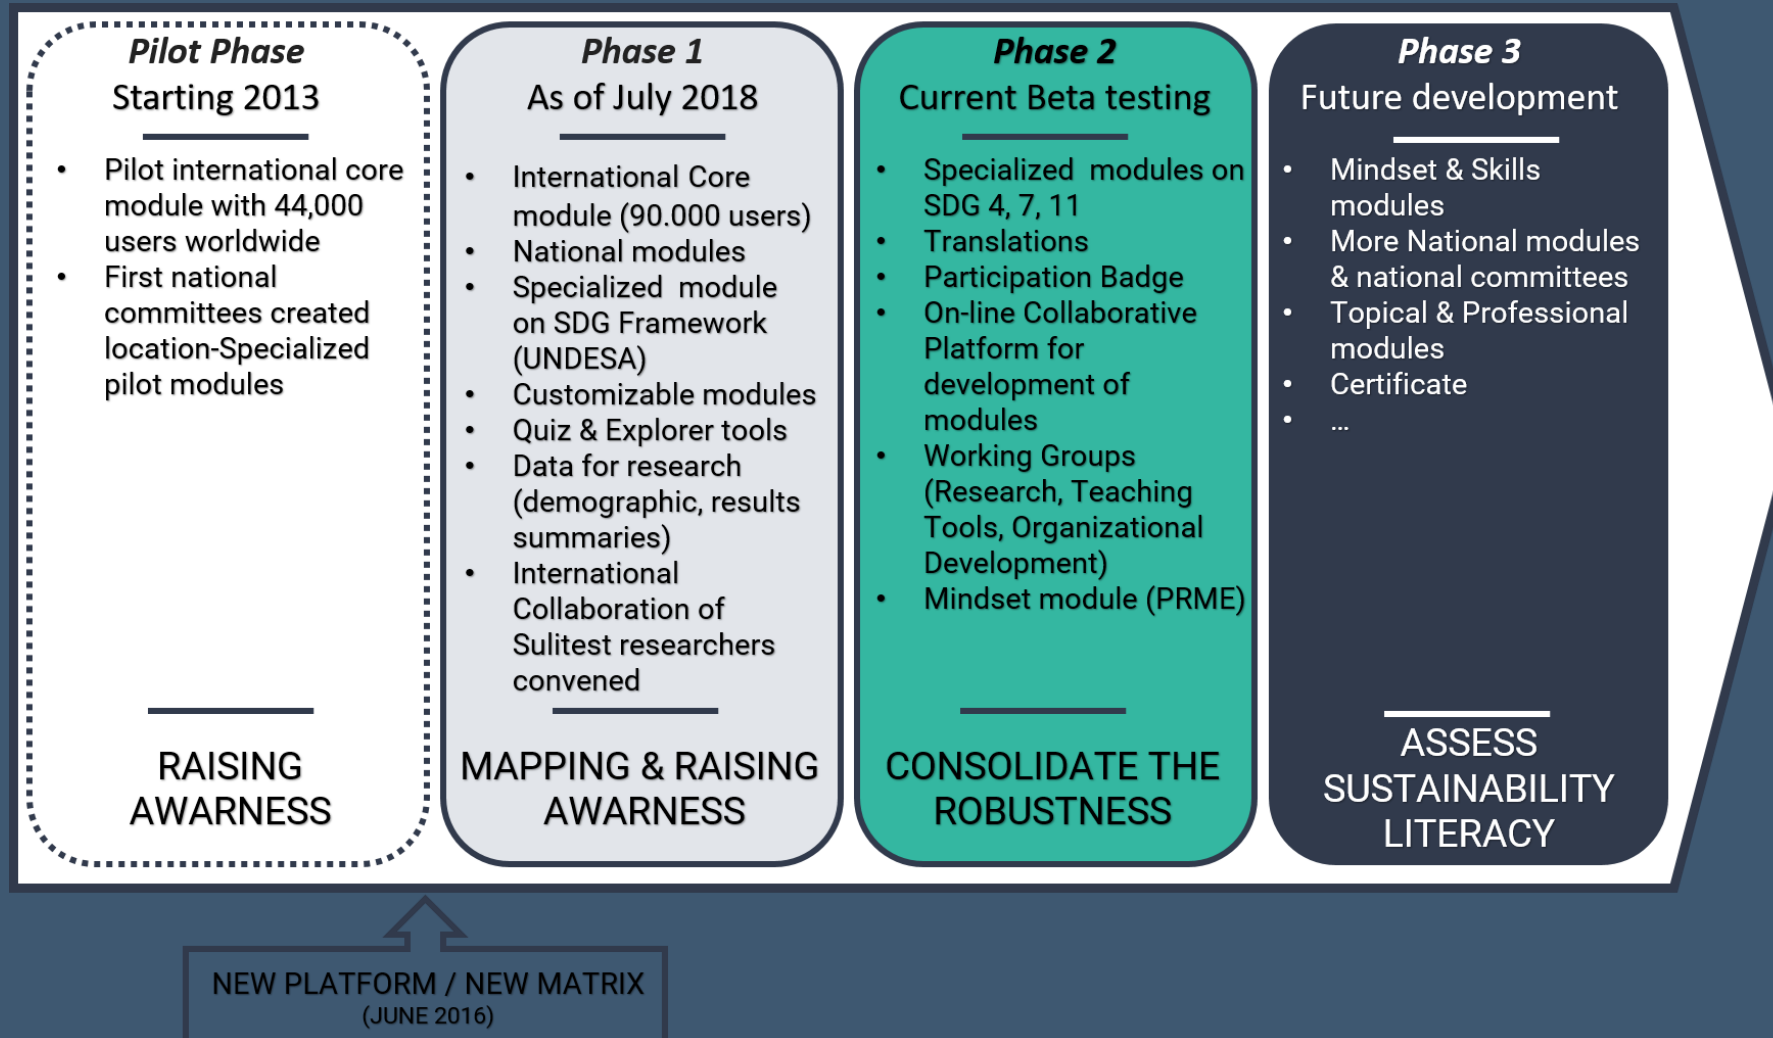 Pilot Phase
Starting 2013
• Pilot international core
module with 44,000
users worldwide
• First national
committees created
location-Specialized
pilot modules
RAISING
AWARNESS
Phase 1
As of July 2018
• International Core
module (90.000 users)
• National modules
• Specialized module
on SDG Framework
(UNDESA)
• Customizable modules
• Quiz & Explorer tools
• Data for research
(demographic, results
summaries)
• International
Collaboration of
Sulitest researchers
convened
MAPPING & RAISING
AWARNESS
Phase 2
Current Beta testing
• Specialized modules on
SDG 4, 7, 11
• Translations
• Participation Badge
• On-line Collaborative
Platform for
development of
modules
• Working Groups
(Research, Teaching
Tools, Organizational
Development)
• Mindset module (PRME)
CONSOLIDATE THE
ROBUSTNESS
Phase 3
Future development
• Mindset & Skills
modules
• More National modules
& national committees
• Topical & Professional
modules
• Certificate
• ...
ASSESS
SUSTAINABILITY
LITERACY
NEW PLATFORM / NEW MATRIX
(JUNE 2016)